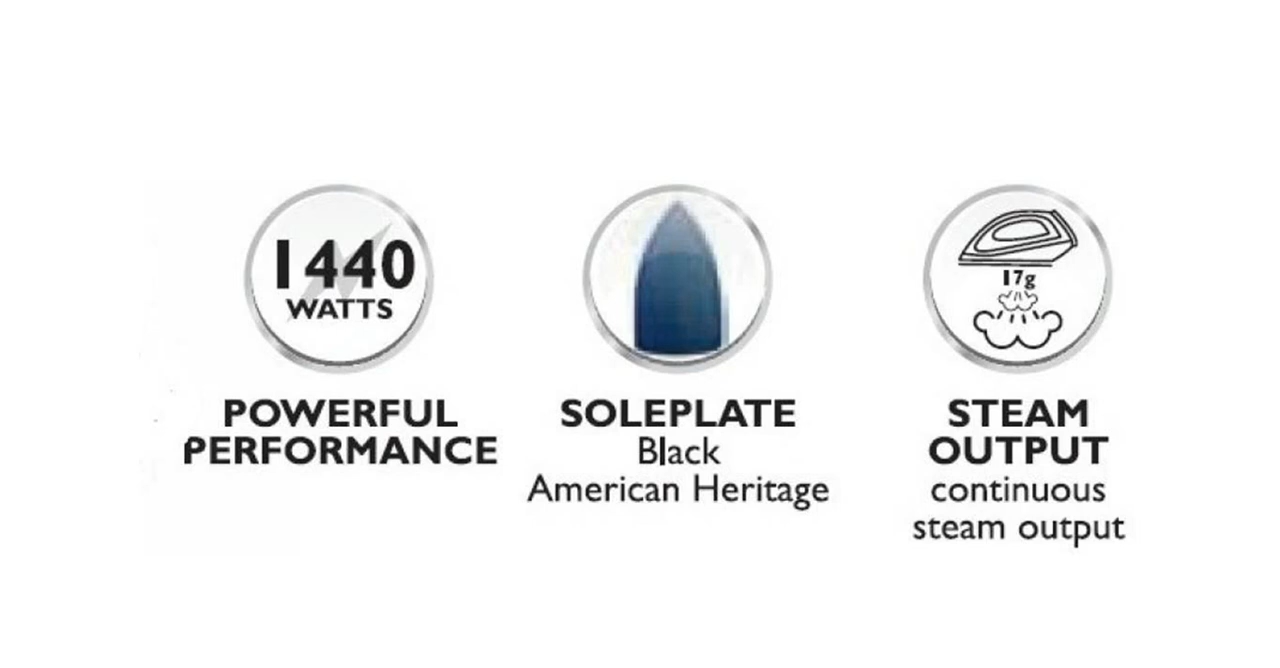 1440
WATTS
POWERFUL
PERFORMANCE
SOLEPLATE
Black
American Heritage
17g
STEAM
OUTPUT
continuous
steam output